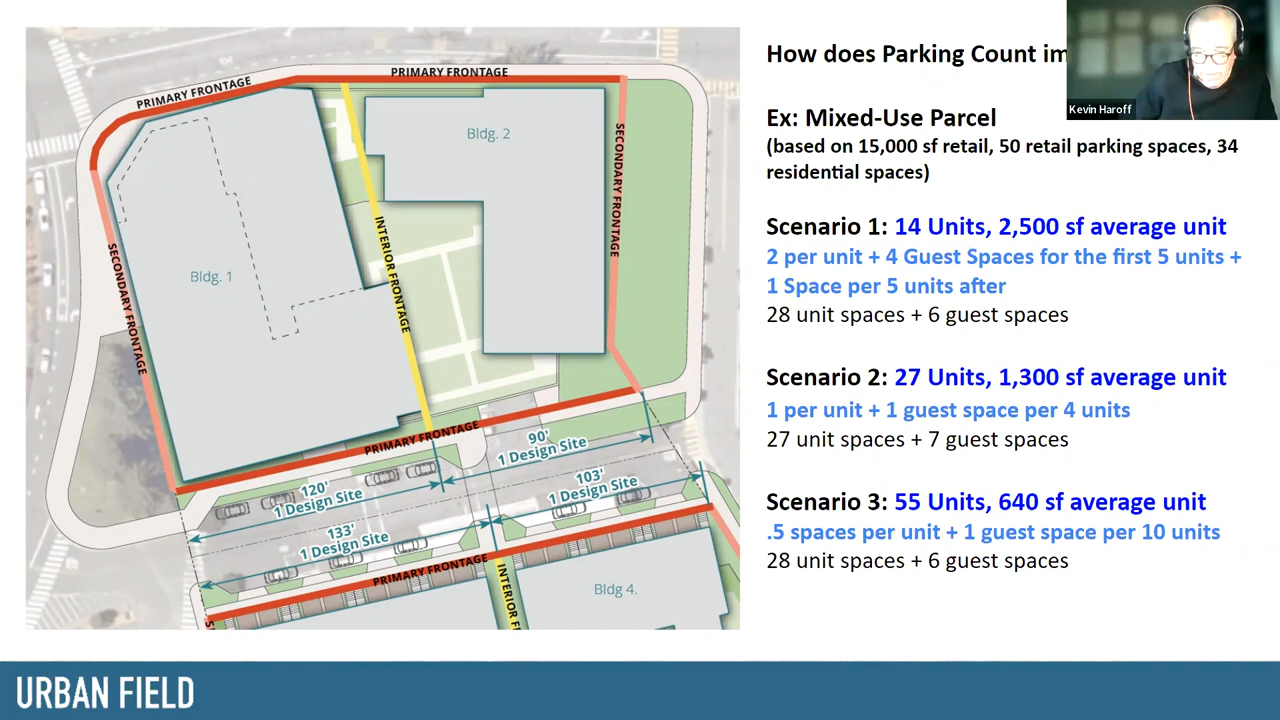 PRIMARY FRONTAGE
PRIMARY FRONTAGE
Bldg. 2
SECONDARY FRONTAGE
INTERIOR FRONTAGE
Bldg. 1
SECONDARY FRONTAGE
PRIMARY FRONTAGE
90'
1 Design Site
120'
1 Design Site
103'
1 Design Site
133'
1 Design Site
PRIMARY FRONTAGE
INTERIOR F
Bldg 4.
S
How does Parking Count im
Kevin Haroff
Ex: Mixed-Use Parcel
(based on 15,000 sf retail, 50 retail parking spaces, 34
residential spaces)
Scenario 1: 14 Units, 2,500 sf average unit
2 per unit + 4 Guest Spaces for the first 5 units +
1 Space per 5 units after
28 unit spaces + 6 guest spaces
Scenario 2: 27 Units, 1,300 sf average unit
1 per unit + 1 guest space per 4 units
27 unit spaces + 7 guest spaces
Scenario 3: 55 Units, 640 sf average unit
.5 spaces per unit + 1 guest space per 10 units
28 unit spaces + 6 guest spaces
URBAN FIELD